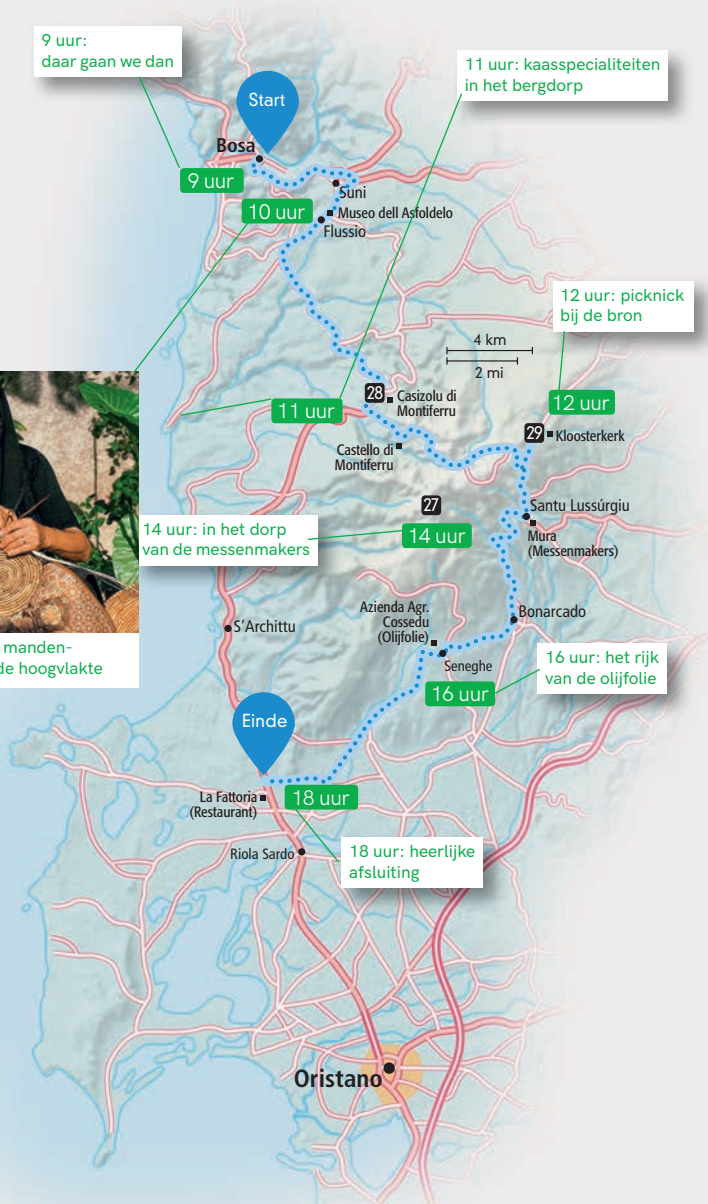 9 uur:
daar gaan we dan
11 uur: kaasspecialiteiten
in het bergdorp
Start
Bosa
9 uur
Suni
10 uur
Museo dell Asfoldelo
Flussio
12 uur: picknick
bij de bron
4 km
2 mi
28
Casizolu di
Montiferru
11 uur
12 uur
29
Kloosterkerk
Castello di
Montiferru
27
Santu Lussúrgiu
14 uur: in het dorp
van de messenmakers
14 uur
Mura
(Messenmakers)
Azienda Agr.
Cossedu
(Olijfolie)
Bonarcado
S'Archittu
manden-
de hoogvlakte
Seneghe
16 uur: het rijk
van de olijfolie
16 uur
Einde
La Fattoria
(Restaurant)
18 uur
18 uur: heerlijke
afsluiting
Riola Sardo
Oristano